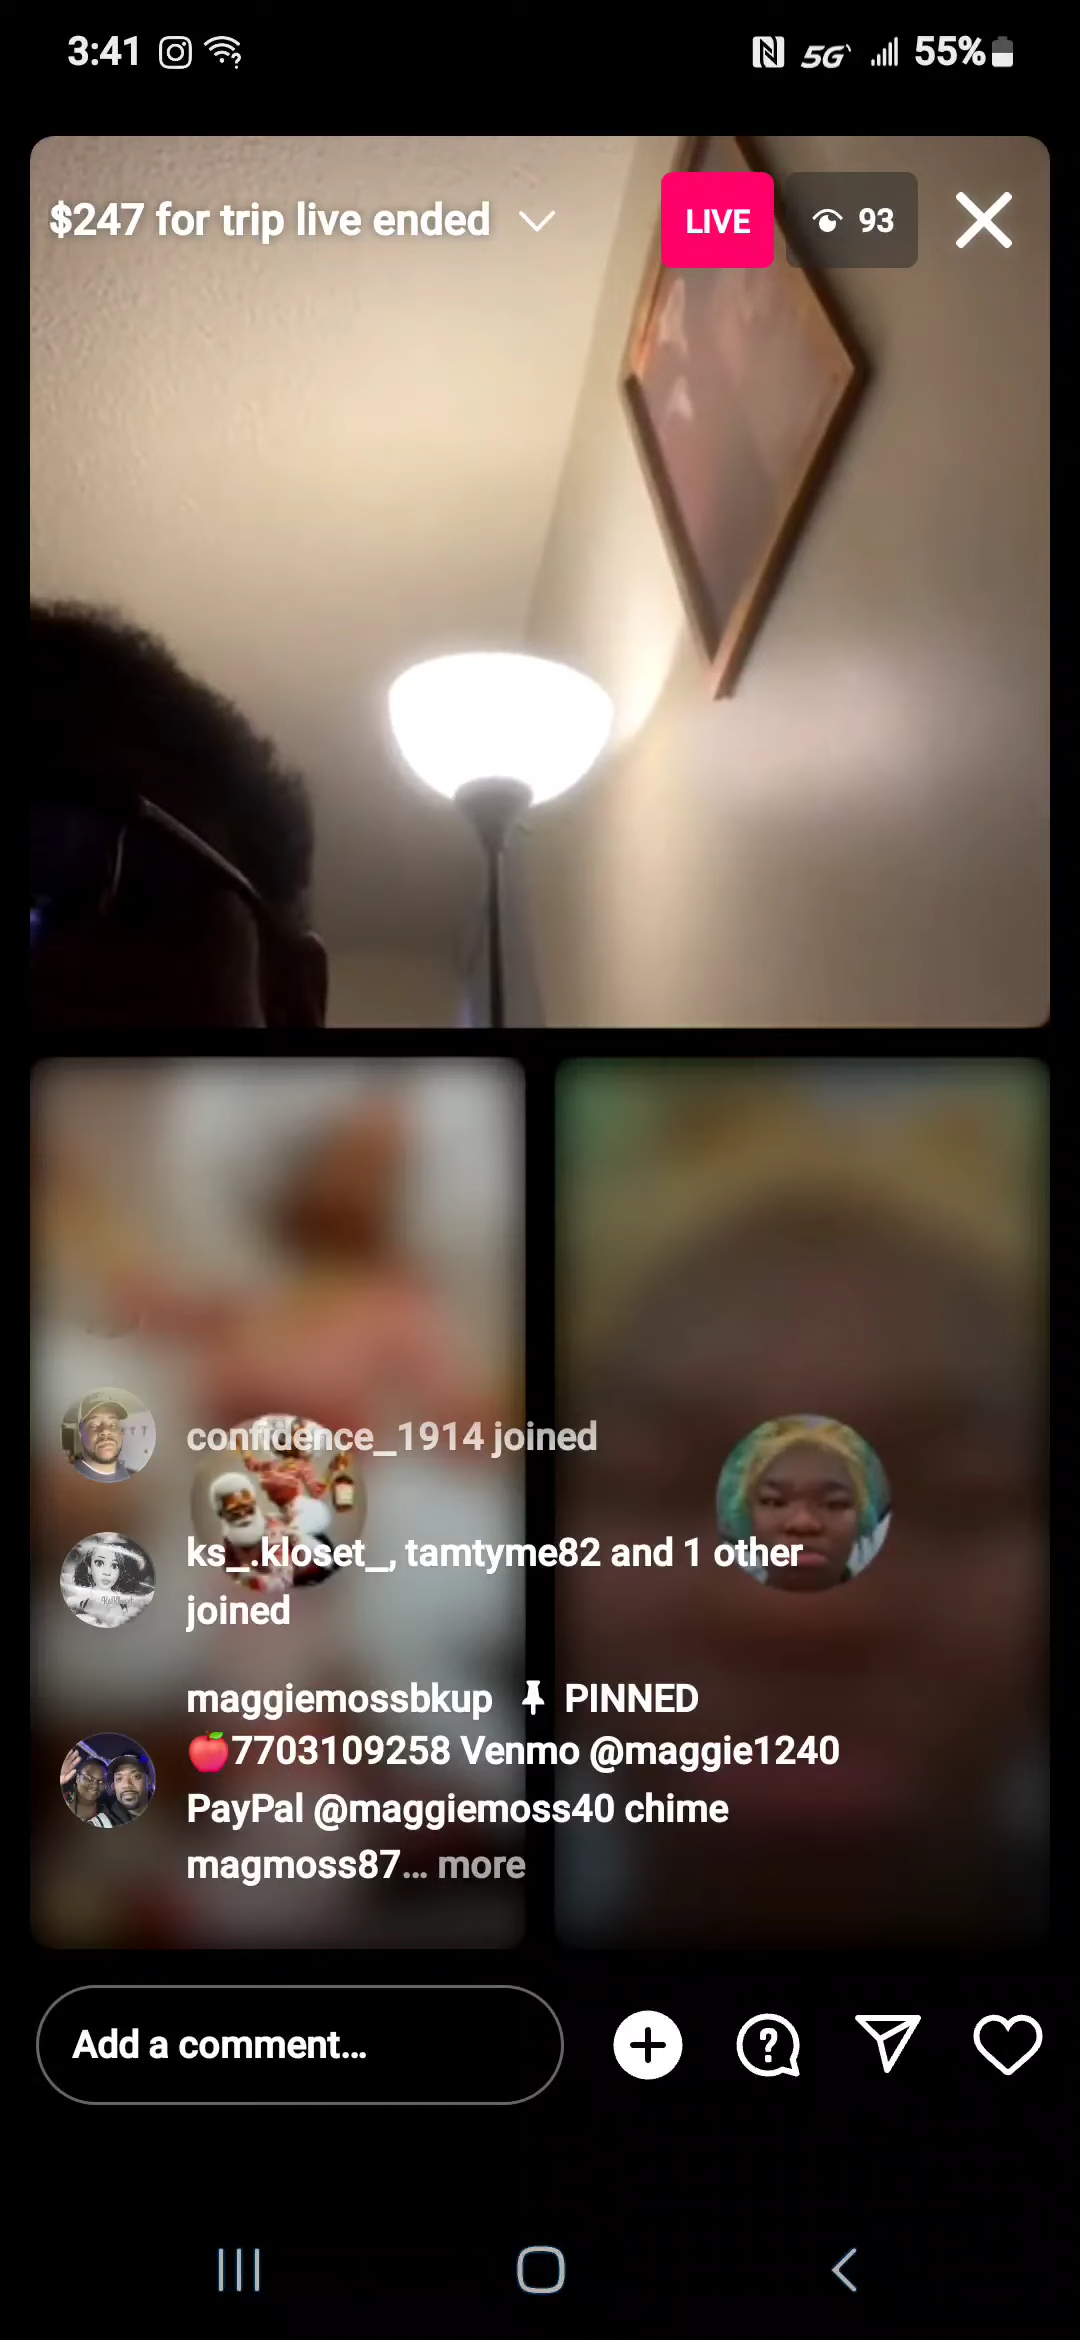 3:41 5G 55%
$247 for trip live ended LIVE 93
confidence_1914 joined
ks_.kloset_, tamtyme82 and 1 other
joined
maggiemossbkup PINNED
🍎7703109258 Venmo @maggie1240
PayPal @maggiemoss40 chime
magmoss87... more
Add a comment...